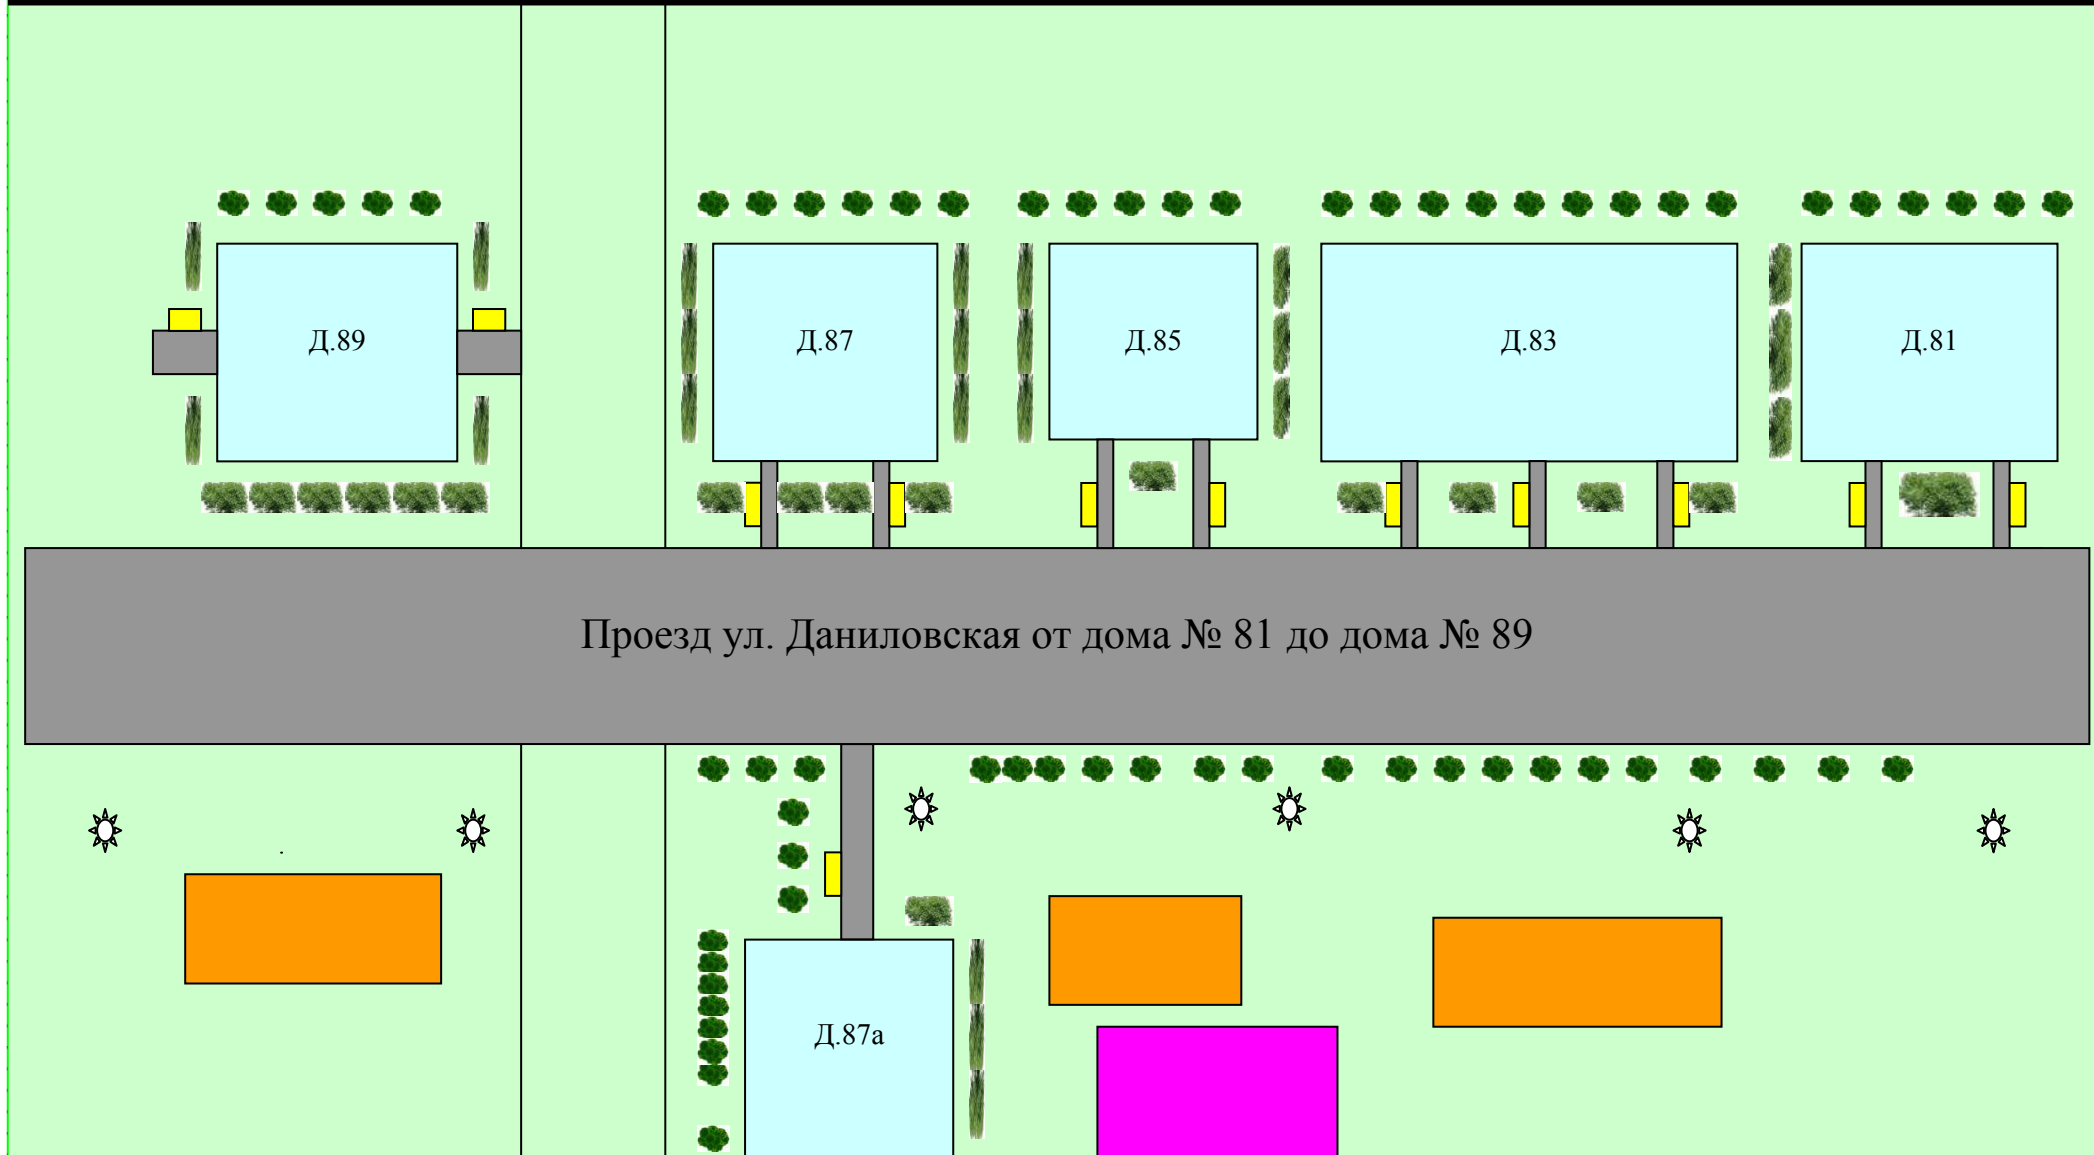 Д.89
Д.87
Д.85
Д.83
Д.81
Проезд ул. Даниловская от дома № 81 до дома № 89
Д.87а